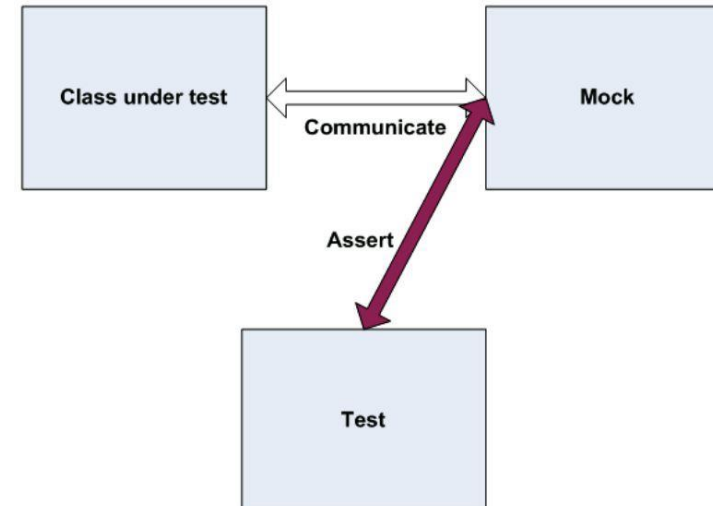 Class under test
Mock
Communicate
Assert
Test